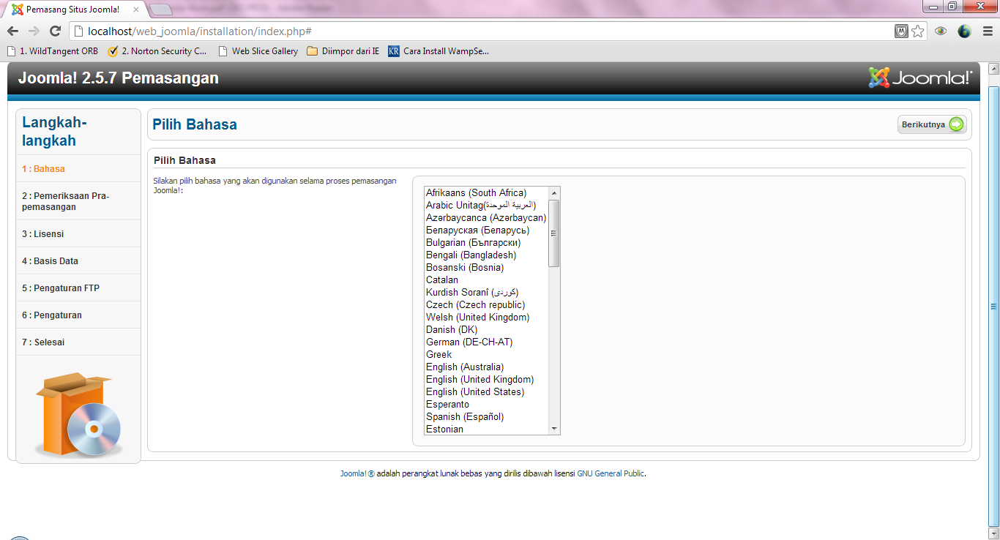 Pemasang Situs Joomla!
localhost/web_joomla/installation/index.php#
1. WildTangent ORB
2. Norton Security C...
Web Slice Gallery
Diimpor dari IE
KR
Cara Install WampSe...
Joomla! 2.5.7 Pemasangan
Joomla!®
Langkah-
langkah
1 : Bahasa
2 : Pemeriksaan Pra-
pemasangan
3 : Lisensi
4 : Basis Data
5 : Pengaturan FTP
6 : Pengaturan
7 : Selesai
Pilih Bahasa
Berikutnya
Pilih Bahasa
Silakan pilih bahasa yang akan digunakan selama proses pemasangan
Joomla!:
Afrikaans (South Africa)
Arabic Unitag(العربية الموحدة)
Azərbaycanca (Azərbaycan)
Беларуская (Беларусь)
Bulgarian (Български)
Bengali (Bangladesh)
Bosanski (Bosnia)
Catalan
Kurdish Soranî (كوردى)
Czech (Czech republic)
Welsh (United Kingdom)
Danish (DK)
German (DE-CH-AT)
Greek
English (Australia)
English (United Kingdom)
English (United States)
Esperanto
Spanish (Español)
Estonian
Joomla! ® adalah perangkat lunak bebas yang dirilis dibawah lisensi GNU General Public.